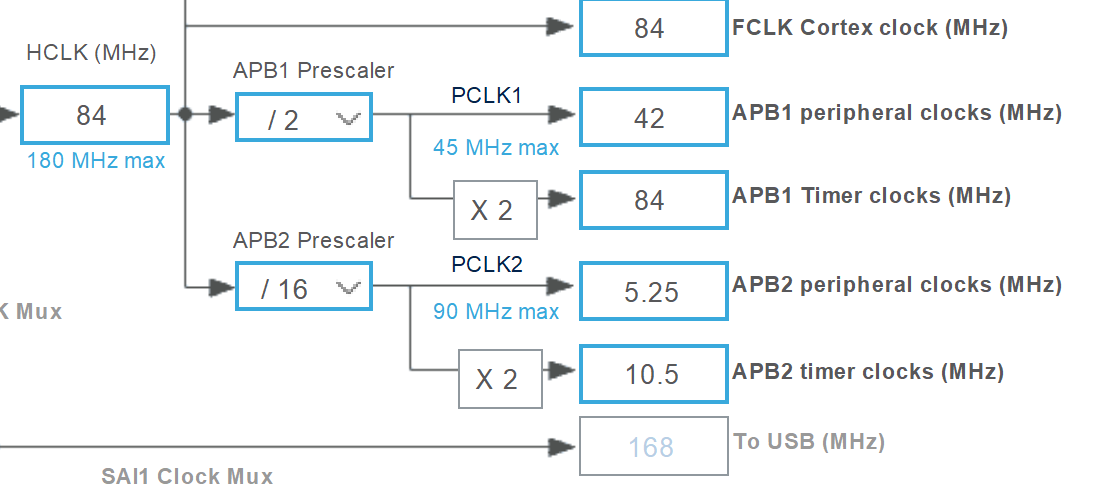 84
FCLK Cortex clock (MHz)
HCLK (MHz)
84
180 MHz max
APB1 Prescaler
/ 2
PCLK1
45 MHz max
42
APB1 peripheral clocks (MHz)
X 2
84
APB1 Timer clocks (MHz)
APB2 Prescaler
/ 16
PCLK2
90 MHz max
5.25
APB2 peripheral clocks (MHz)
X 2
10.5
APB2 timer clocks (MHz)
K Mux
168
To USB (MHz)
SAI1 Clock Mux